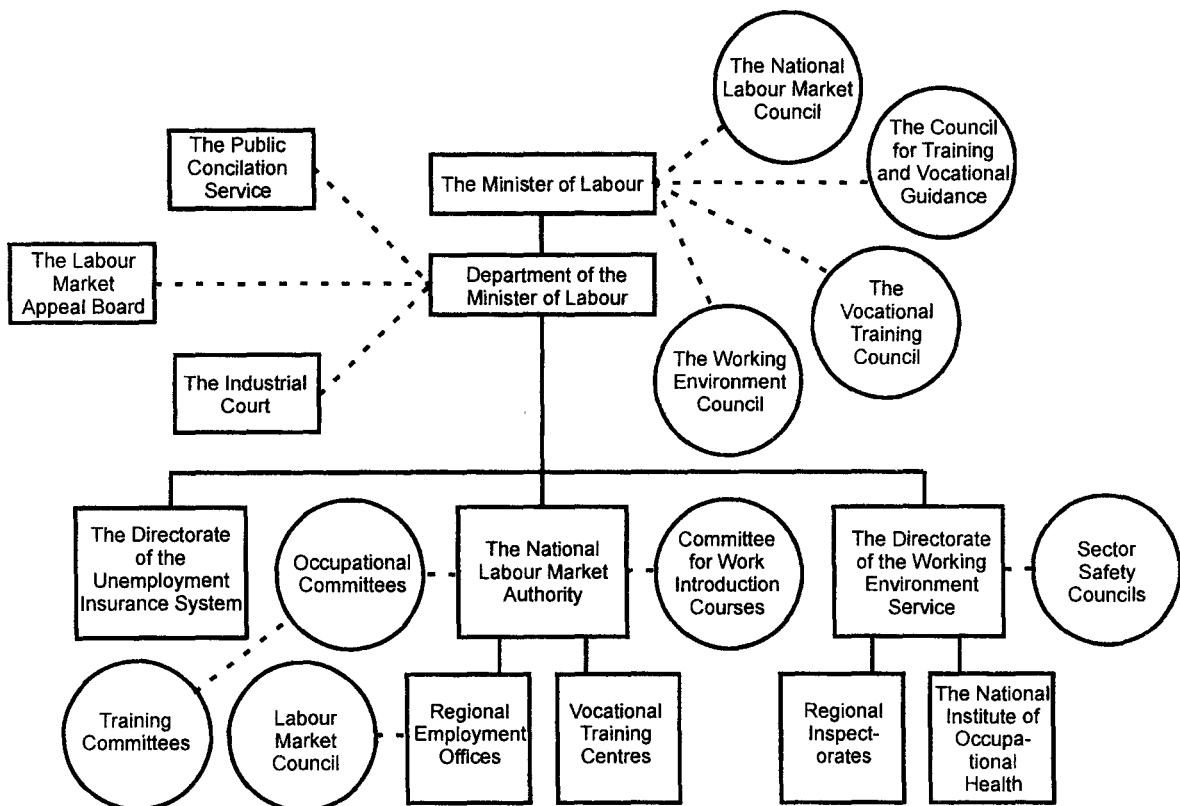 The National
Labour Market
Council
The Public
Concilation
Service
The Minister of Labour
The Council
for Training
and Vocational
Guidance
The Labour
Market
Appeal Board
Department of the
Minister of Labour
The
Vocational
Training
Council
The Industrial
Court
The Working
Environment
Council
The Directorate
of the
Unemployment
Insurance System
Occupational
Committees
The National
Labour Market
Authority
Committee
for Work
Introduction
Courses
The Directorate
of the Working
Environment
Service
Sector
Safety
Councils
Training
Committees
Labour
Market
Council
Regional
Employment
Offices
Vocational
Training
Centres
Regional
Inspect-
orates
The National
Institute of
Occupa-
tional
Health